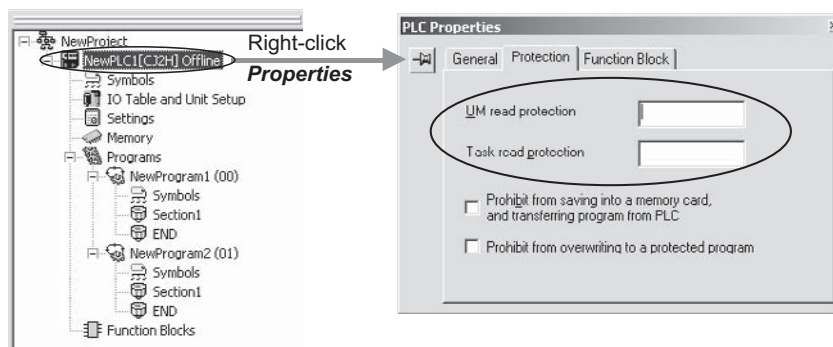 NewProject
NewPLC1[CJ2H] Offline
Symbols
IO Table and Unit Setup
Settings
Memory
Programs
NewProgram1 (00)
Symbols
Section1
END
NewProgram2 (01)
Symbols
Section1
END
Function Blocks
Right-click
Properties
PLC Properties
General
Protection
Function Block
UM read protection
Task read protection
Prohibit from saving into a memory card,
and transferring program from PLC
Prohibit from overwriting to a protected program